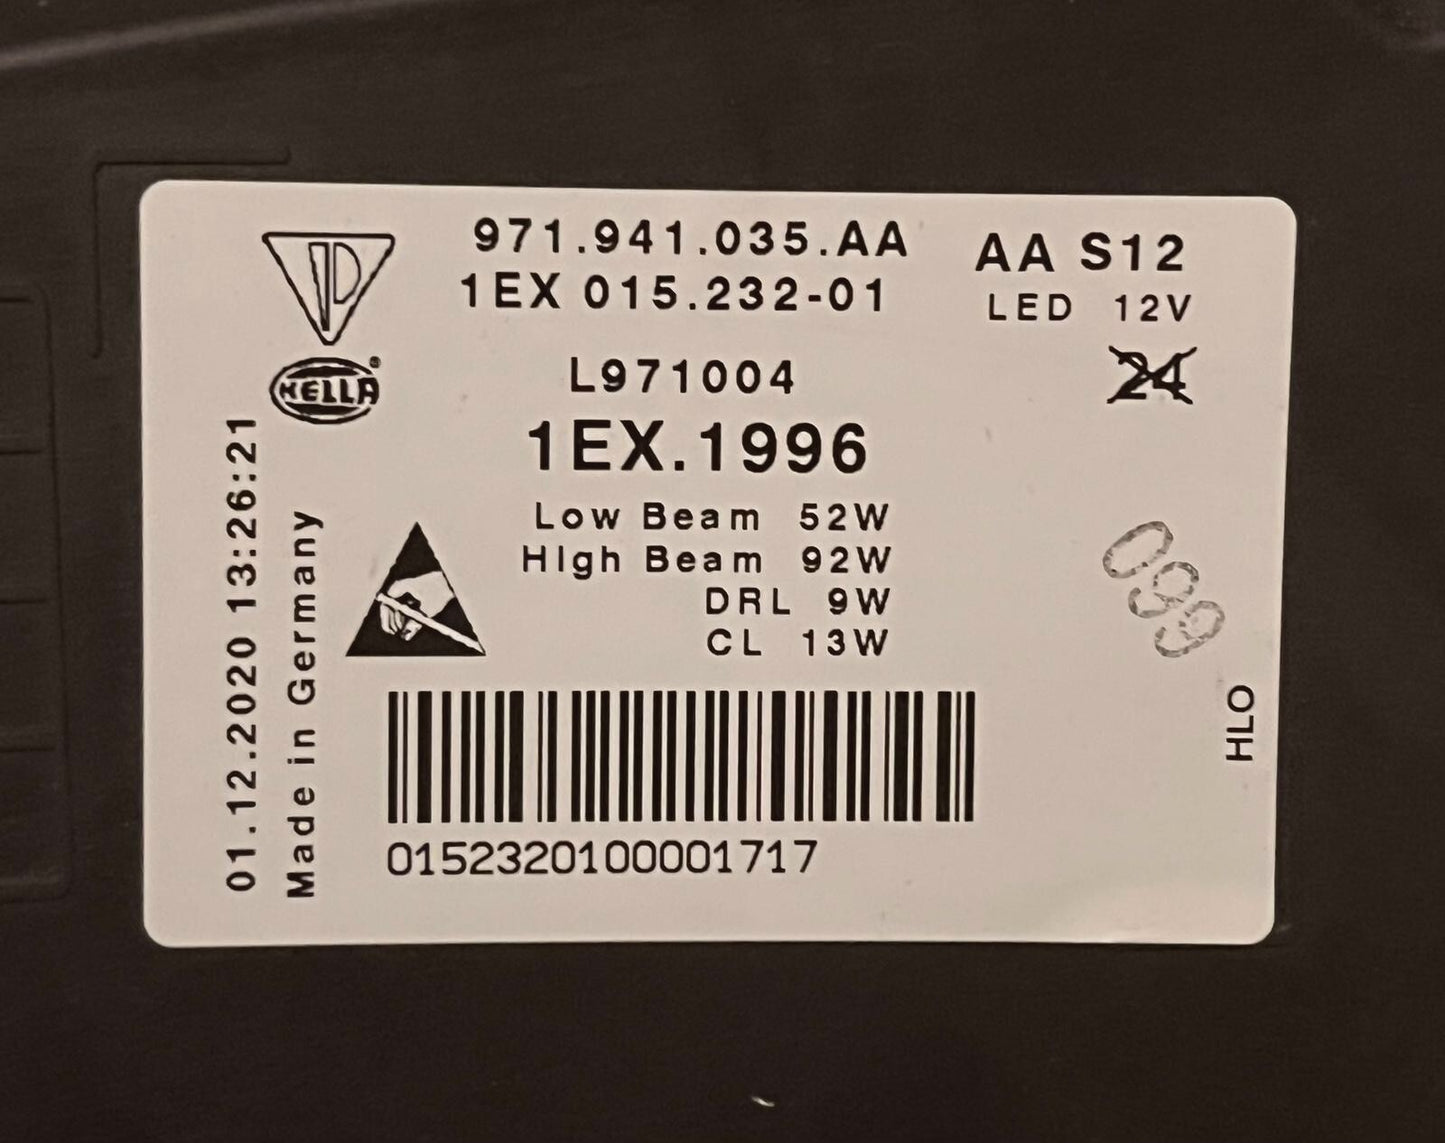 971.941.035.AA
1EX 015.232-01
AA S12
LED 12V
HELLA®
L971004
24
1EX.1996
Low Beam 52W
HIgh Beam 92W
DRL 9W
CL 13W
01.12.2020 13:26:21
Made in Germany
099
HLO
0152320100001717